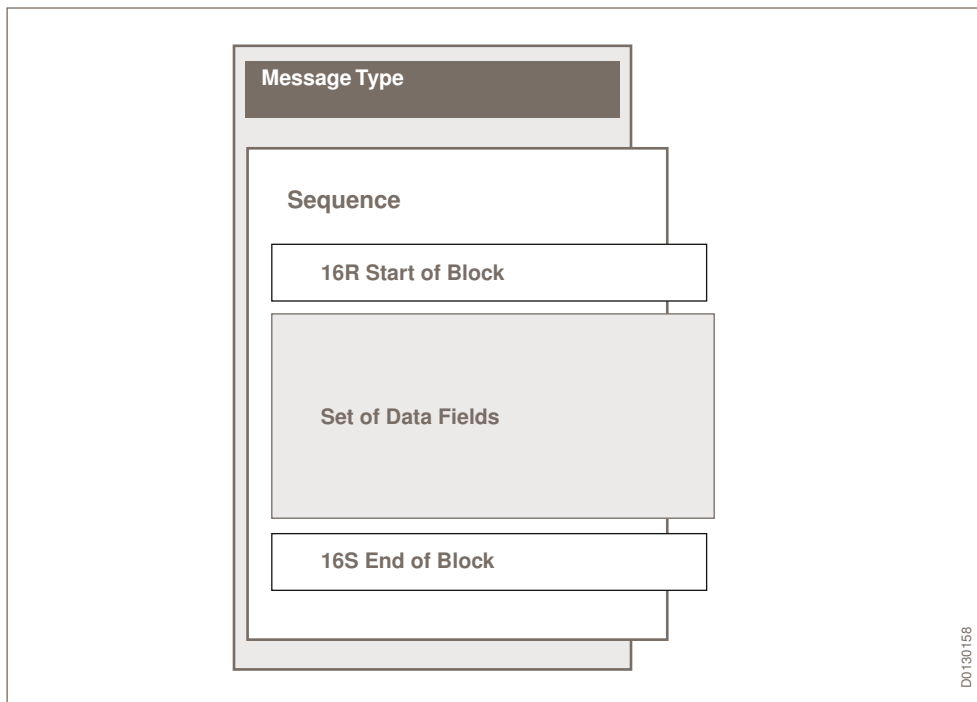 Message Type
Sequence
16R Start of Block
Set of Data Fields
16S End of Block
D0130158